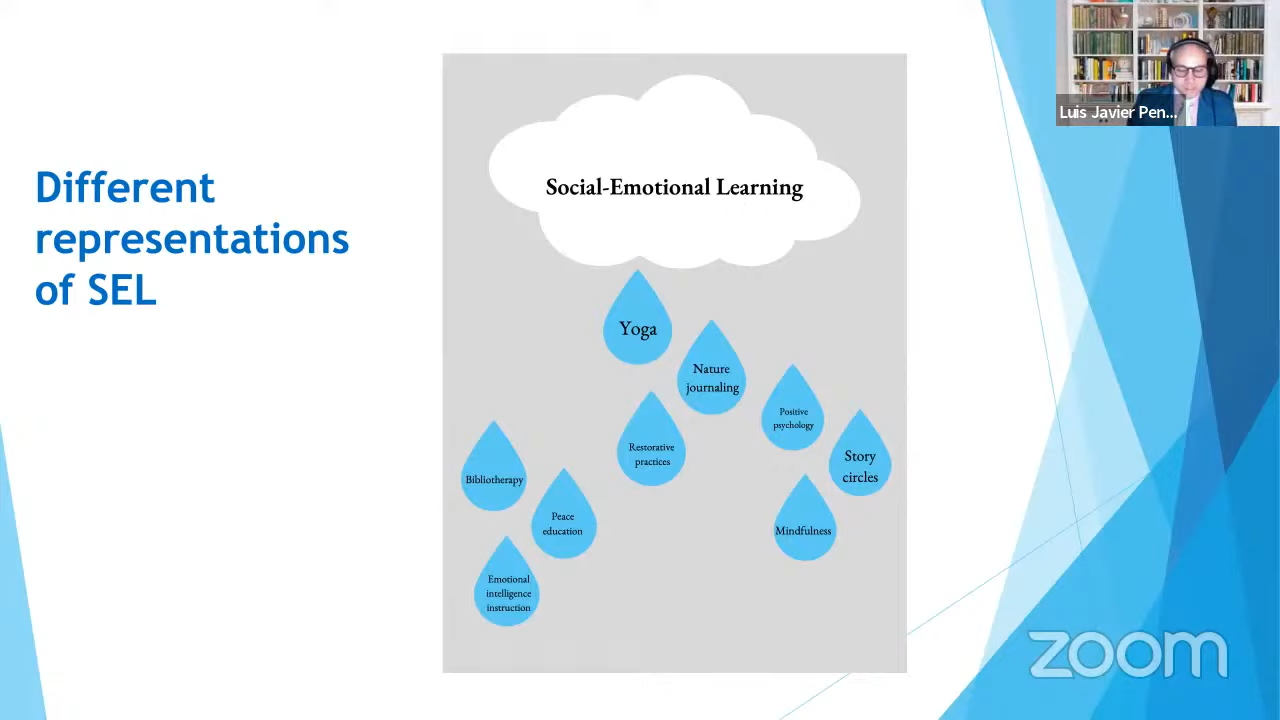 Different
representations
of SEL
Social-Emotional Learning
Yoga
Nature
journaling
Positive
psychology
Restorative
practices
Story
circles
Bibliotherapy
Peace
education
Mindfulness
Emotional
intelligence
instruction
Luis Javier Pen...
zoom